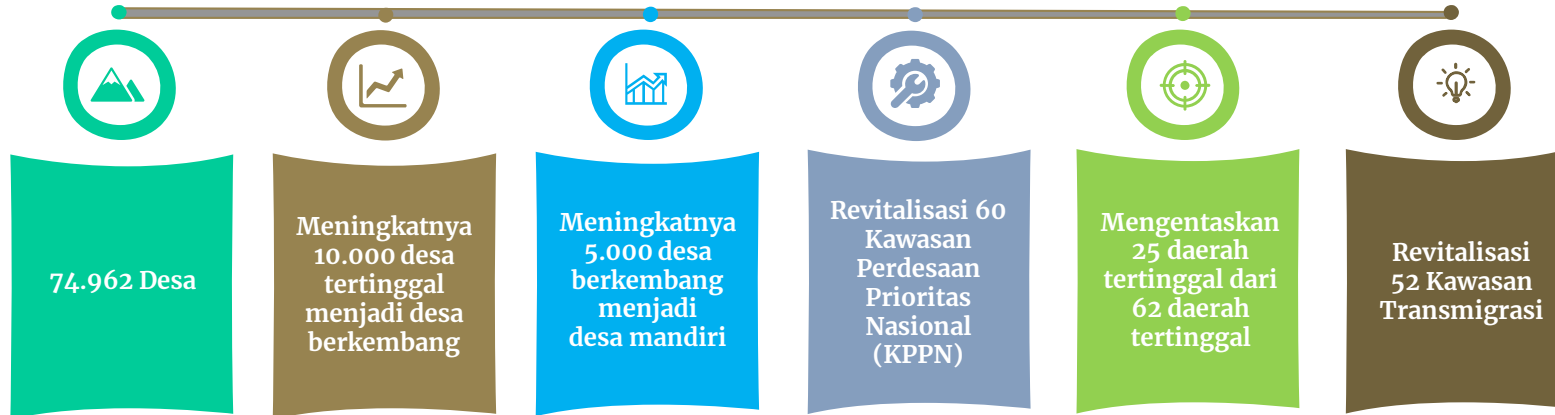 74.962 Desa
Meningkatnya
10.000 desa
tertinggal
menjadi desa
berkembang
Meningkatnya
5.000 desa
berkembang
menjadi
desa mandiri
Revitalisasi 60
Kawasan
Perdesaan
Prioritas
Nasional
(KPPN)
Mengentaskan
25 daerah
tertinggal dari
62 daerah
tertinggal
Revitalisasi
52 Kawasan
Transmigrasi